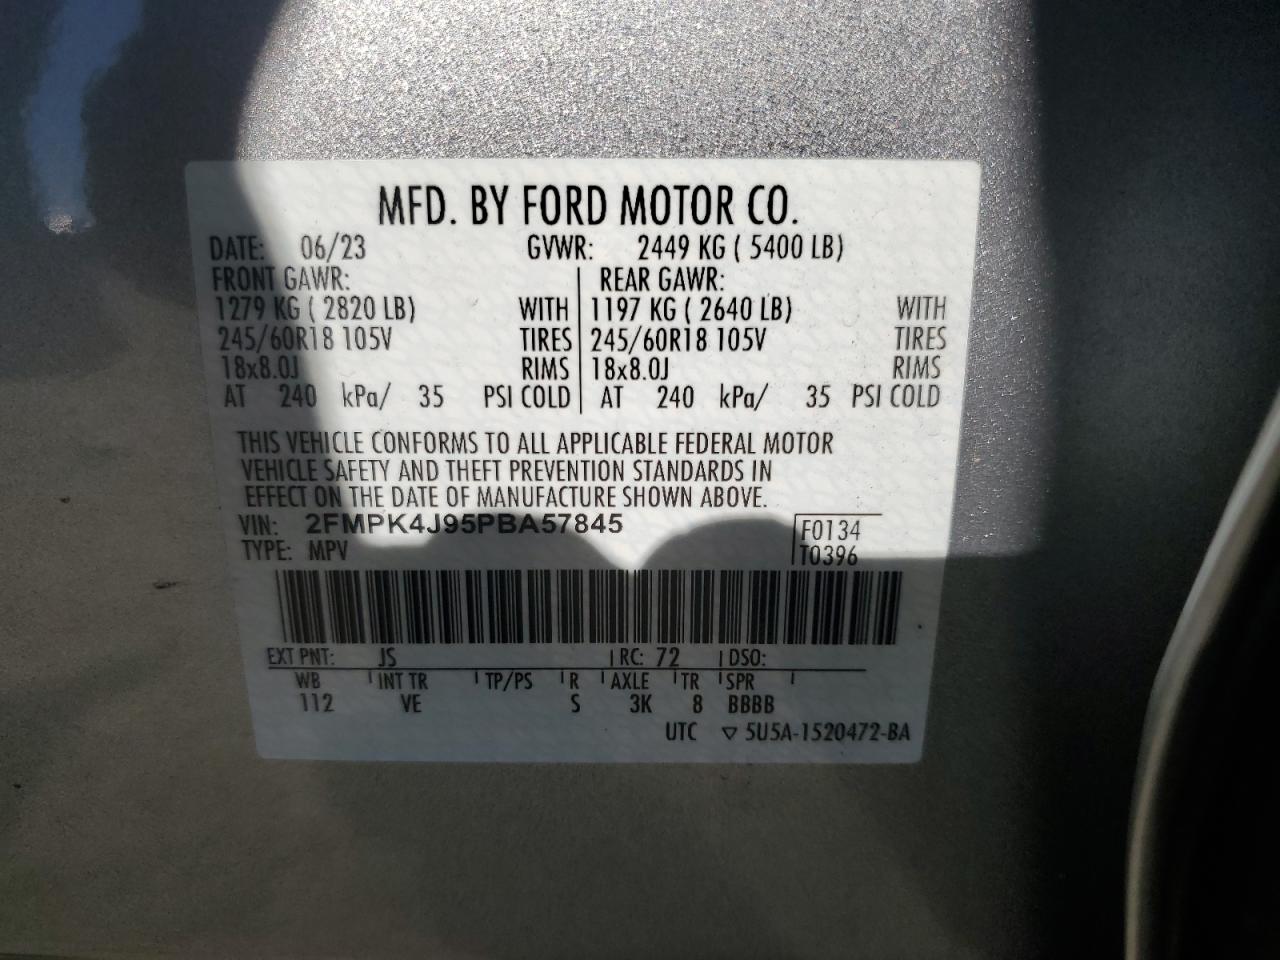 MFD. BY FORD MOTOR CO.
DATE: 06/23 GVWR: 2449 KG ( 5400 LB)
FRONT GAWR: REAR GAWR:
1279 KG ( 2820 LB) WITH 1197 KG ( 2640 LB) WITH
245/60R18 105V TIRES 245/60R18 105V TIRES
18x8.0J RIMS 18x8.0J RIMS
AT 240 kPa/ 35 PSI COLD AT 240 kPa/ 35 PSI COLD
THIS VEHICLE CONFORMS TO ALL APPLICABLE FEDERAL MOTOR
VEHICLE SAFETY AND THEFT PREVENTION STANDARDS IN
EFFECT ON THE DATE OF MANUFACTURE SHOWN ABOVE.
VIN: 2FMPK4J95PBA57845 F0134
TYPE: MPV T0396
EXT PNT: JS RC: 72 DSO:
WB INT TR TP/PS R AXLE TR SPR
112 VE S 3K 8 BBBB
UTC ▽ 5U5A-1520472-BA